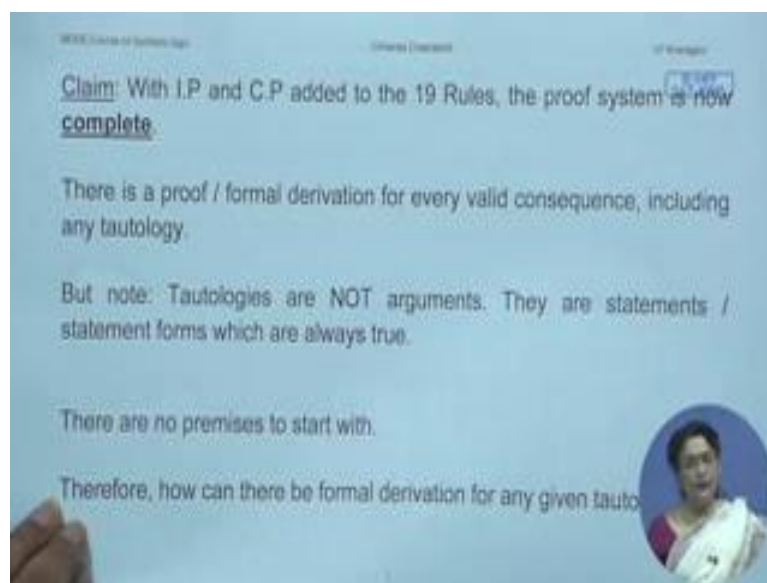 Claim: With I.P and C.P added to the 19 Rules, the proof system is now
complete.
There is a proof / formal derivation for every valid consequence, including
any tautology.
But note: Tautologies are NOT arguments. They are statements /
statement forms which are always true.
There are no premises to start with.
Therefore, how can there be formal derivation for any given tauto